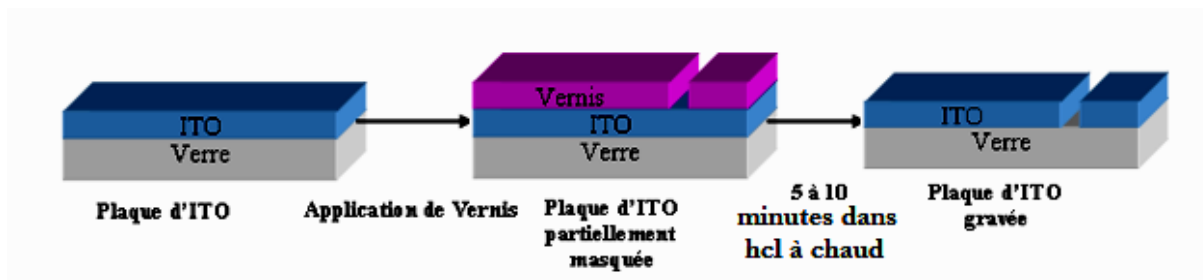 ITO
Verre
Plaque d'ITO
Application de Vernis
Vernis
ITO
Verre
Plaque d'ITO
partiellement
masquée
5 à 10
minutes dans
hcl à chaud
ITO
Verre
Plaque d'ITO
gravée